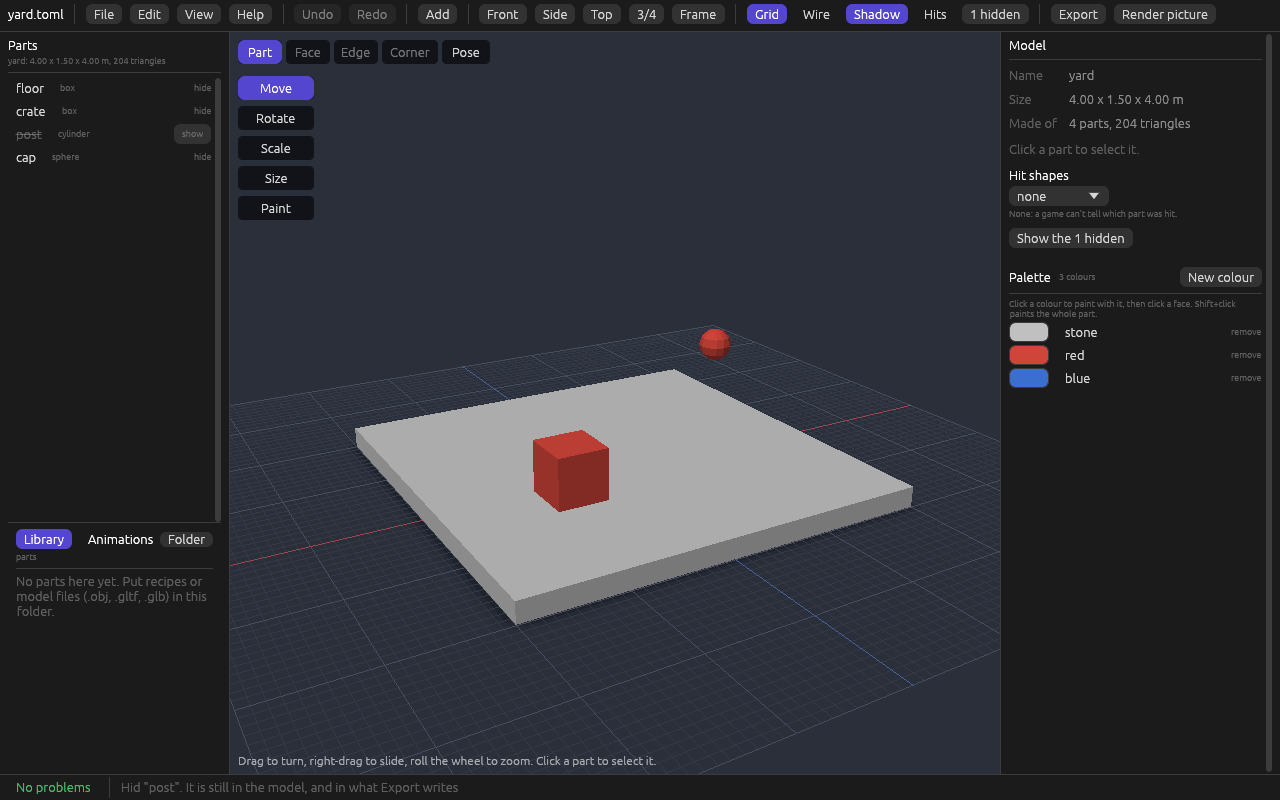 yard.toml File Edit View Help Undo Redo Add Front Side Top 3/4 Frame Grid Wire Shadow Hits 1 hidden Export Render picture
Parts
yard: 4.00 x 1.50 x 4.00 m, 204 triangles
floor box hide
crate box hide
post cylinder show
cap sphere hide
Library Animations Folder
parts
No parts here yet. Put recipes or
model files (.obj, .gltf, .glb) in this
folder.
Part Face Edge Corner Pose
Move
Rotate
Scale
Size
Paint
Drag to turn, right-drag to slide, roll the wheel to zoom. Click a part to select it.
Model
Name yard
Size 4.00 x 1.50 x 4.00 m
Made of 4 parts, 204 triangles
Click a part to select it.
Hit shapes
none
None: a game can't tell which part was hit.
Show the 1 hidden
Palette 3 colours New colour
Click a colour to paint with it, then click a face. Shift+click
paints the whole part.
stone remove
red remove
blue remove
No problems Hid "post". It is still in the model, and in what Export writes